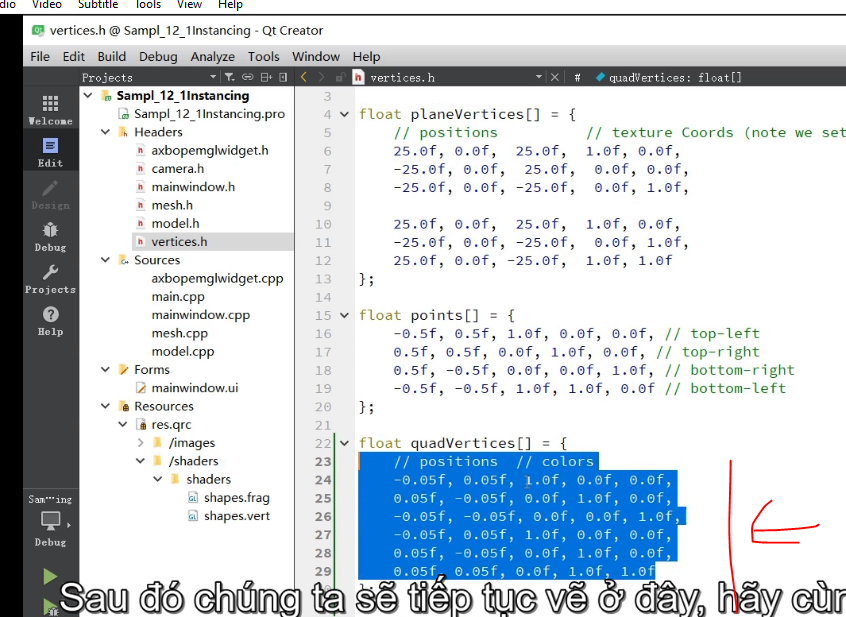 dio Video Subtitle Tools View Help
vertices.h @ Sampl_12_1Instancing - Qt Creator
File Edit Build Debug Analyze Tools Window Help
Projects
vertices.h
# quadVertices: float[]
Welcome
Edit
Design
Debug
Projects
Help
Sam···ing
Debug
Sampl_12_1Instancing
Sampl_12_1Instancing.pro
Headers
axbopemglwidget.h
camera.h
mainwindow.h
mesh.h
model.h
vertices.h
Sources
axbopemglwidget.cpp
main.cpp
mainwindow.cpp
mesh.cpp
model.cpp
Forms
mainwindow.ui
Resources
res.qrc
/images
/shaders
shaders
shapes.frag
shapes.vert
3
4 float planeVertices[] = {
5 // positions // texture Coords (note we set
6 25.0f, 0.0f, 25.0f, 1.0f, 0.0f,
7 -25.0f, 0.0f, 25.0f, 0.0f, 0.0f,
8 -25.0f, 0.0f, -25.0f, 0.0f, 1.0f,
9
10 25.0f, 0.0f, 25.0f, 1.0f, 0.0f,
11 -25.0f, 0.0f, -25.0f, 0.0f, 1.0f,
12 25.0f, 0.0f, -25.0f, 1.0f, 1.0f
13 };
14
15 float points[] = {
16 -0.5f, 0.5f, 1.0f, 0.0f, 0.0f, // top-left
17 0.5f, 0.5f, 0.0f, 1.0f, 0.0f, // top-right
18 0.5f, -0.5f, 0.0f, 0.0f, 1.0f, // bottom-right
19 -0.5f, -0.5f, 1.0f, 1.0f, 0.0f // bottom-left
20 };
21
22 float quadVertices[] = {
23 // positions // colors
24 -0.05f, 0.05f, 1.0f, 0.0f, 0.0f,
25 0.05f, -0.05f, 0.0f, 1.0f, 0.0f,
26 -0.05f, -0.05f, 0.0f, 0.0f, 1.0f,
27 -0.05f, 0.05f, 1.0f, 0.0f, 0.0f,
28 0.05f, -0.05f, 0.0f, 1.0f, 0.0f,
29 0.05f, 0.05f, 0.0f, 1.0f, 1.0f
Sau đó chúng ta sẽ tiếp tục vẽ ở đây, hãy cùn